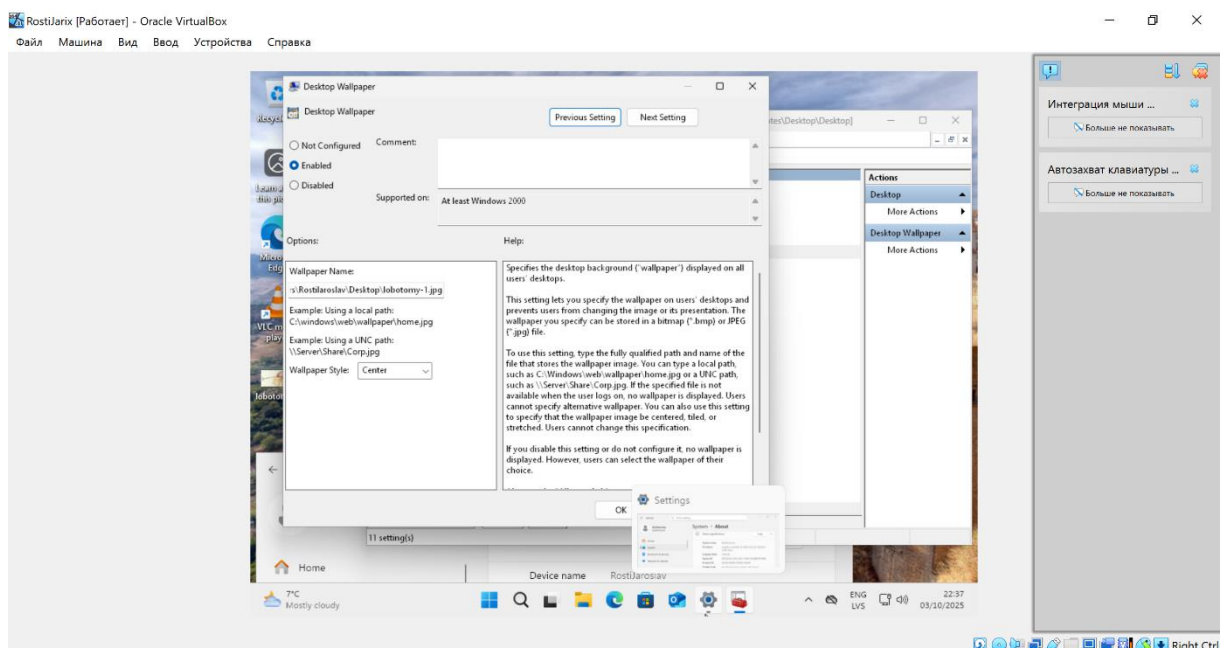 RostiJarix [Работает] - Oracle VirtualBox
Файл Машина Вид Ввод Устройства Справка
Desktop Wallpaper
Desktop Wallpaper
Previous Setting Next Setting
Not Configured
Enabled
Disabled
Comment:
Supported on:
At least Windows 2000
Options:
Help:
Wallpaper Name:
:s\Rostilaroslav\Desktop\lobotomy-1.jpg
Example: Using a local path:
C:\windows\web\wallpaper\home.jpg
Example: Using a UNC path:
\\Server\Share\Corp.jpg
Wallpaper Style: Center
Specifies the desktop background ("wallpaper") displayed on all
users' desktops.
This setting lets you specify the wallpaper on users' desktops and
prevents users from changing the image or its presentation. The
wallpaper you specify can be stored in a bitmap (*.bmp) or JPEG
(*.jpg) file.
To use this setting, type the fully qualified path and name of the
file that stores the wallpaper image. You can type a local path,
such as C:\Windows\web\wallpaper\home.jpg or a UNC path,
such as \\Server\Share\Corp.jpg. If the specified file is not
available when the user logs on, no wallpaper is displayed. Users
cannot specify alternative wallpaper. You can also use this setting
to specify that the wallpaper image be centered, tiled, or
stretched. Users cannot change this specification.
If you disable this setting or do not configure it, no wallpaper is
displayed. However, users can select the wallpaper of their
choice.
OK
Settings
System › About
tes\Desktop\Desktop]
Actions
Desktop
More Actions
Desktop Wallpaper
More Actions
11 setting(s)
Home
Device name RostiJaroslav
7°C
Mostly cloudy
ENG
LVS
22:37
03/10/2025
Интеграция мыши ...
Больше не показывать
Автозахват клавиатуры ...
Больше не показывать
Right Ctrl